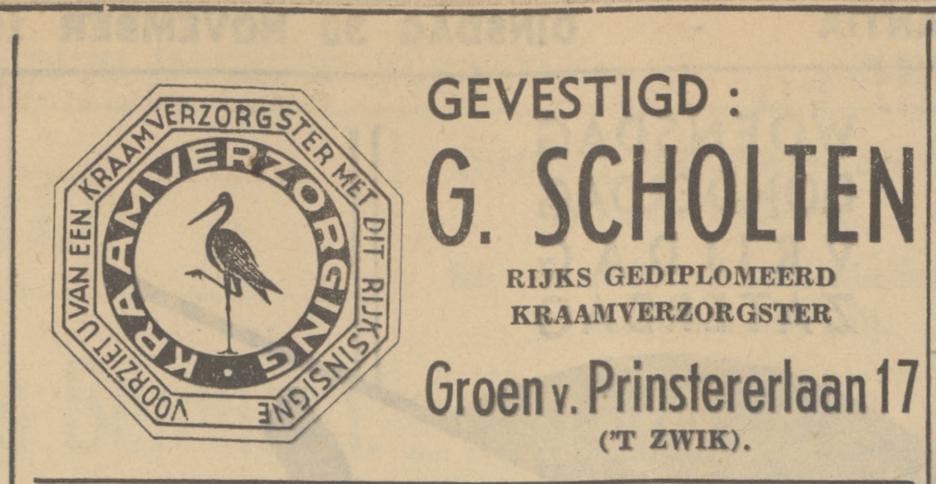 VOORZIET U VAN EEN KRAAMVERZORGSTER MET DIT RIJKSINSIGNE
KRAAMVERZORGING
GEVESTIGD :
G. SCHOLTEN
RIJKS GEDIPLOMEERD
KRAAMVERZORGSTER
Groen v. Prinstererlaan 17
('T ZWIK).